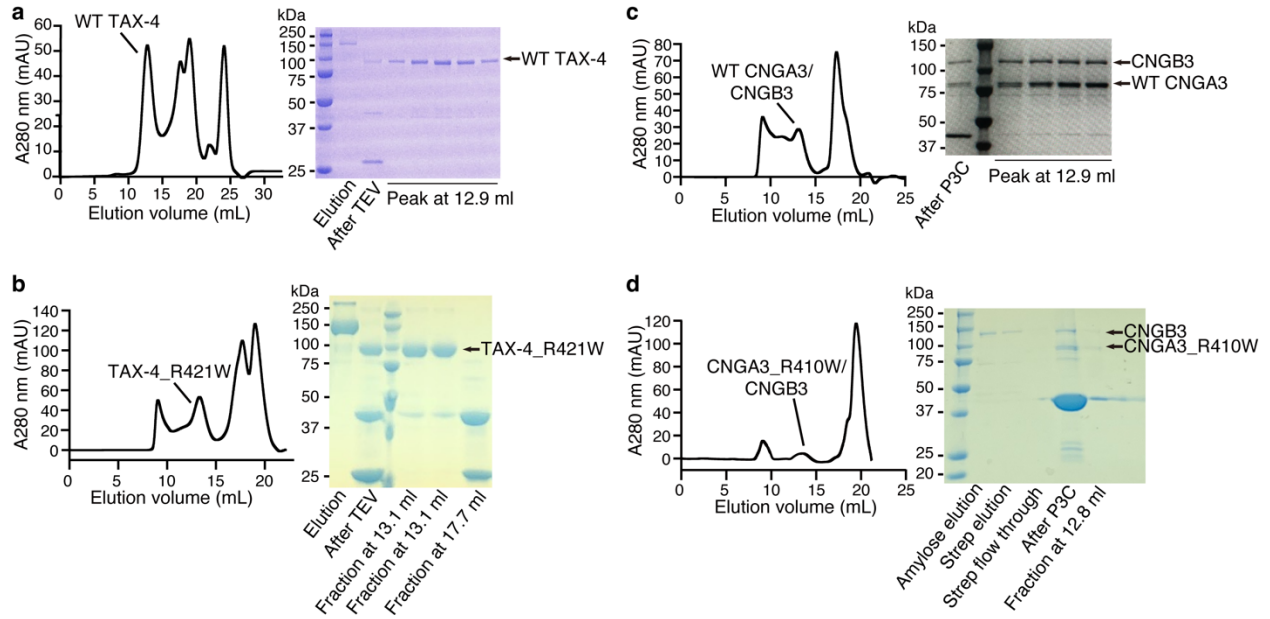 a
WT TAX-4
A280 nm (mAU)
60
50
40
30
20
10
0
0 5 10 15 20 25 30
Elution volume (mL)
kDa
250
150
100
75
50
37
25
WT TAX-4
Elution
After TEV
Peak at 12.9 ml
b
TAX-4_R421W
A280 nm (mAU)
140
120
100
80
60
40
20
0
0 5 10 15 20
Elution volume (mL)
kDa
250
150
100
75
50
37
25
TAX-4_R421W
Elution
After TEV
Fraction at 13.1 ml
Fraction at 13.1 ml
Fraction at 17.7 ml
c
WT CNGA3/
CNGB3
A280 nm (mAU)
80
70
60
50
40
30
20
10
0
0 5 10 15 20 25
Elution volume (mL)
kDa
150
100
75
50
37
CNGB3
WT CNGA3
After P3C
Peak at 12.9 ml
d
CNGA3_R410W/
CNGB3
A280 nm (mAU)
120
100
80
60
40
20
0
0 5 10 15 20 25
Elution volume (mL)
kDa
250
150
100
75
50
37
25
20
CNGB3
CNGA3_R410W
Amylose elution
Strep elution
Strep flow through
After P3C
Fraction at 12.8 ml